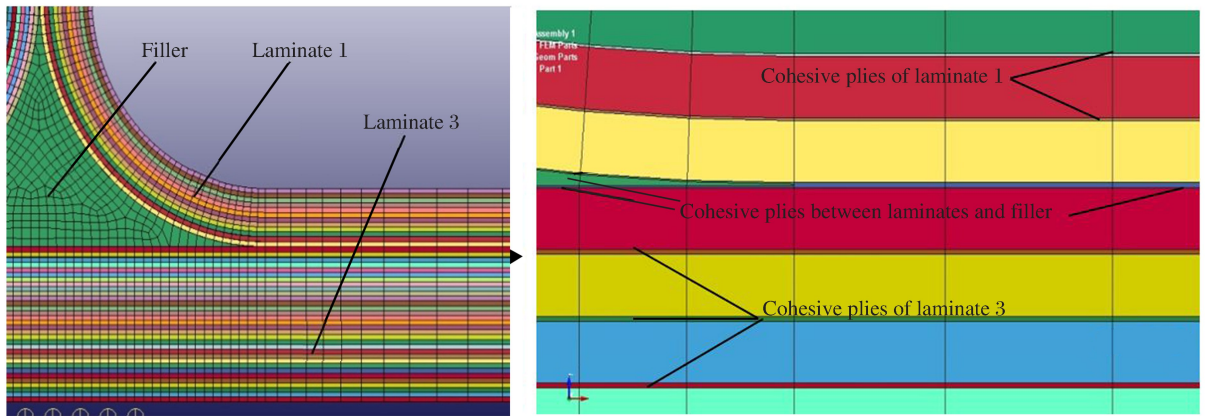 Filler
Laminate 1
Laminate 3
ssembly 1
FEM Parts
Geom Parts
Part 1
Cohesive plies of laminate 1
Cohesive plies between laminates and filler
Cohesive plies of laminate 3